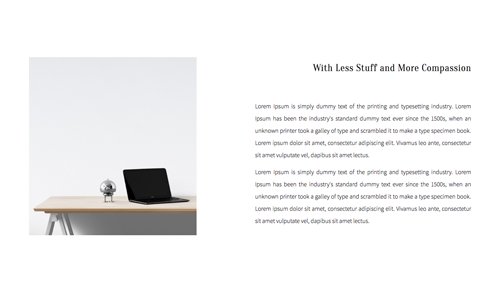 With Less Stuff and More Compassion
Lorem Ipsum is simply dummy text of the printing and typesetting industry. Lorem
Ipsum has been the industry's standard dummy text ever since the 1500s, when an
unknown printer took a galley of type and scrambled it to make a type specimen book.
Lorem ipsum dolor sit amet, consectetur adipiscing elit. Vivamus leo ante, consectetur
sit amet vulputate vel, dapibus sit amet lectus.
Lorem Ipsum is simply dummy text of the printing and typesetting industry. Lorem
Ipsum has been the industry's standard dummy text ever since the 1500s, when an
unknown printer took a galley of type and scrambled it to make a type specimen book.
Lorem ipsum dolor sit amet, consectetur adipiscing elit. Vivamus leo ante, consectetur
sit amet vulputate vel, dapibus sit amet lectus.